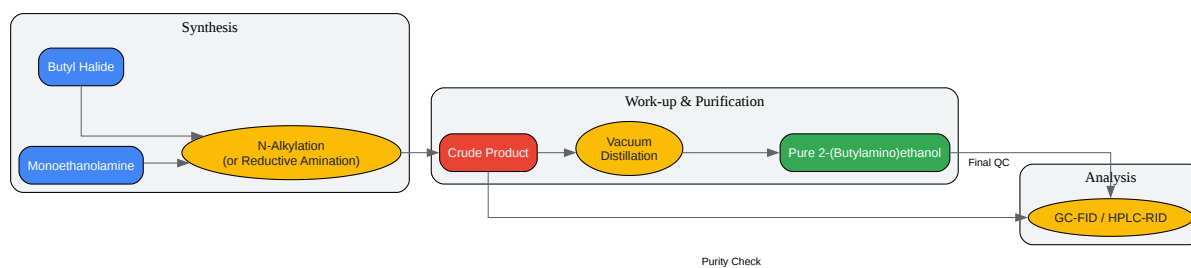 Synthesis
Butyl Halide
Monoethanolamine
N-Alkylation
(or Reductive Amination)
Work-up & Purification
Crude Product
Vacuum
Distillation
Pure 2-(Butylamino)ethanol
Final QC
Analysis
GC-FID / HPLC-RID
Purity Check